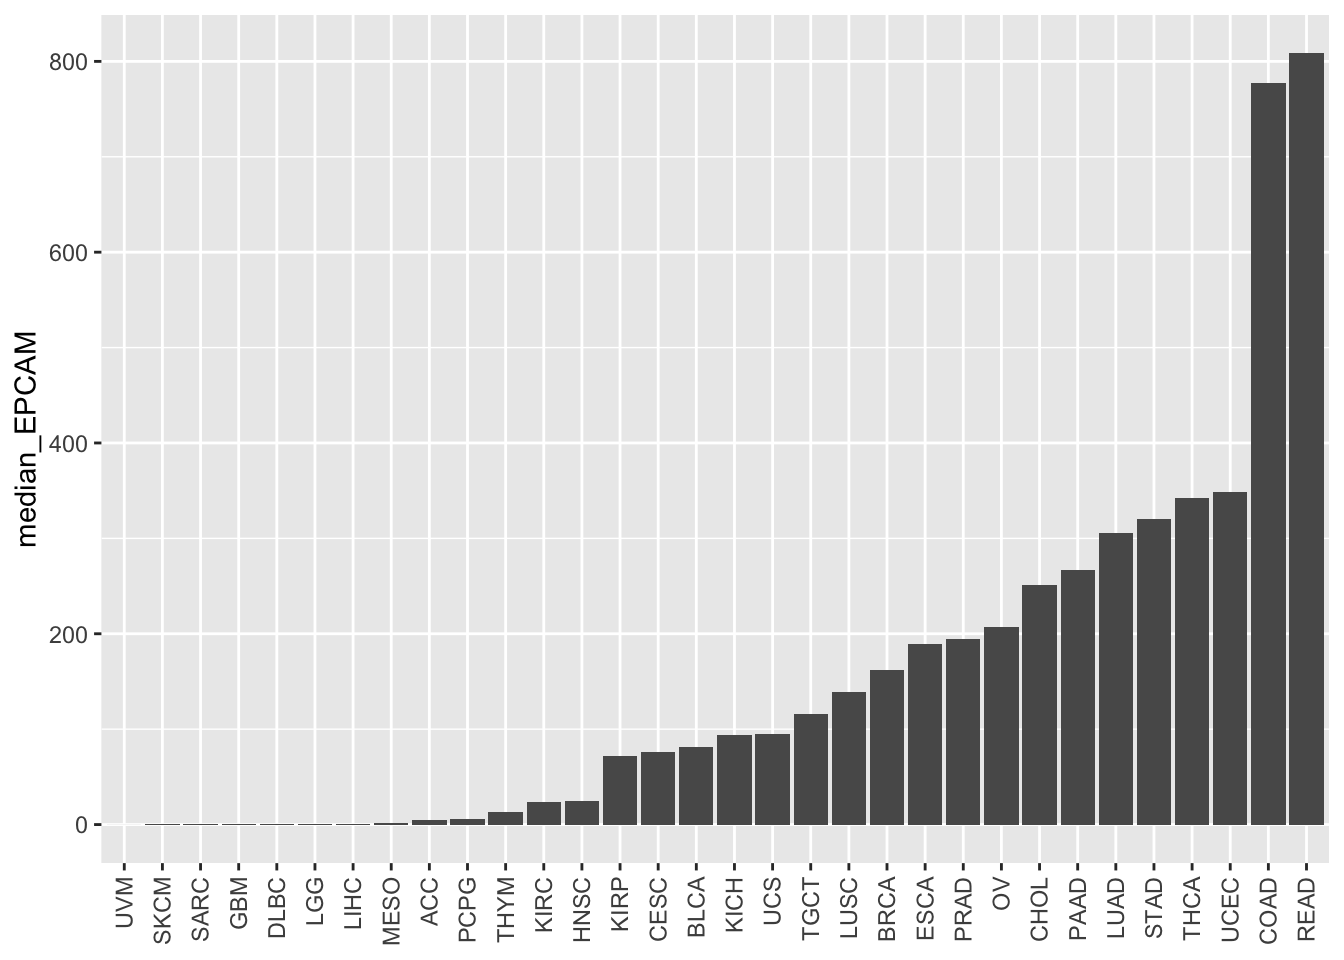 median_EPCAM
800
600
400
200
0
UVM
SKCM
SARC
GBM
DLBC
LGG
LIHC
MESO
ACC
PCPG
THYM
KIRC
HNSC
KIRP
CESC
BLCA
KICH
UCS
TGCT
LUSC
BRCA
ESCA
PRAD
OV
CHOL
PAAD
LUAD
STAD
THCA
UCEC
COAD
READ